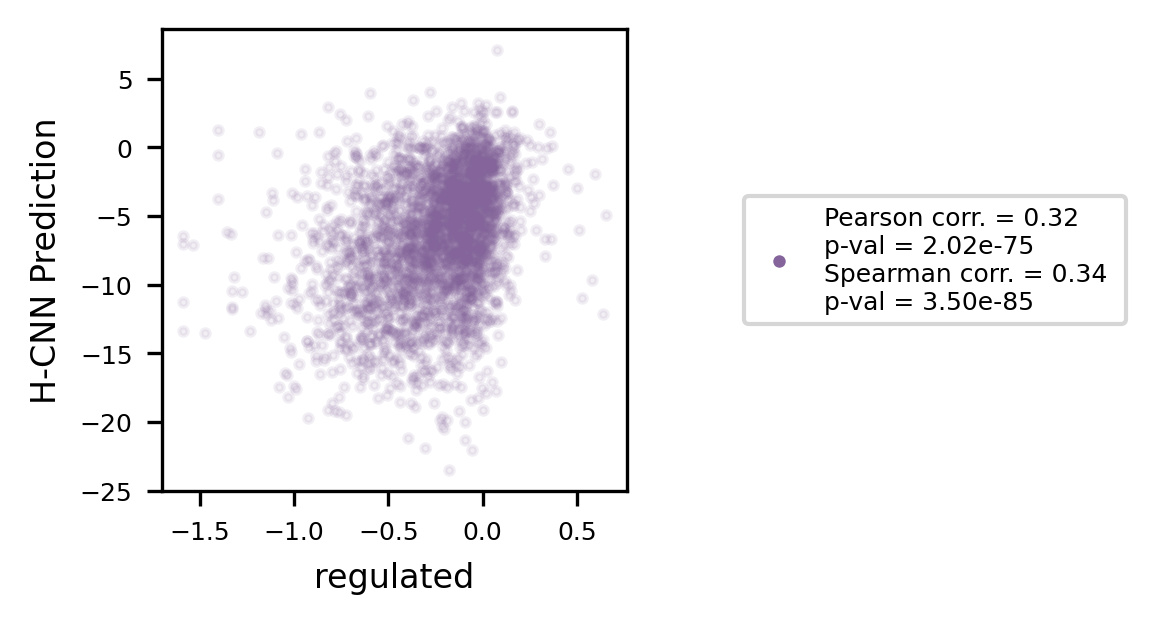 H-CNN Prediction
5
0
−5
−10
−15
−20
−25
−1.5
−1.0
−0.5
0.0
0.5
regulated
Pearson corr. = 0.32
p-val = 2.02e-75
Spearman corr. = 0.34
p-val = 3.50e-85